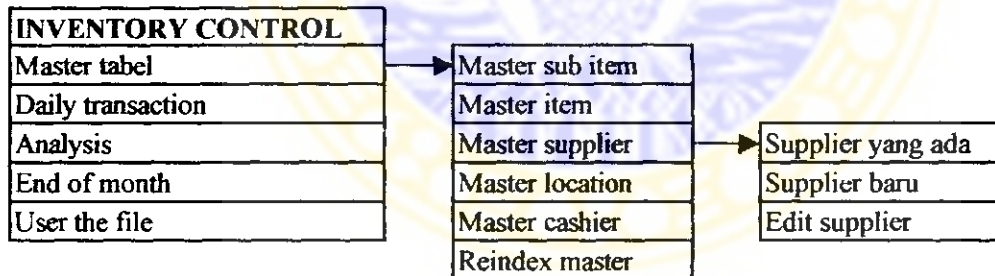 INVENTORY CONTROL
Master tabel
Daily transaction
Analysis
End of month
User the file
Master sub item
Master item
Master supplier
Master location
Master cashier
Reindex master
Supplier yang ada
Supplier baru
Edit supplier